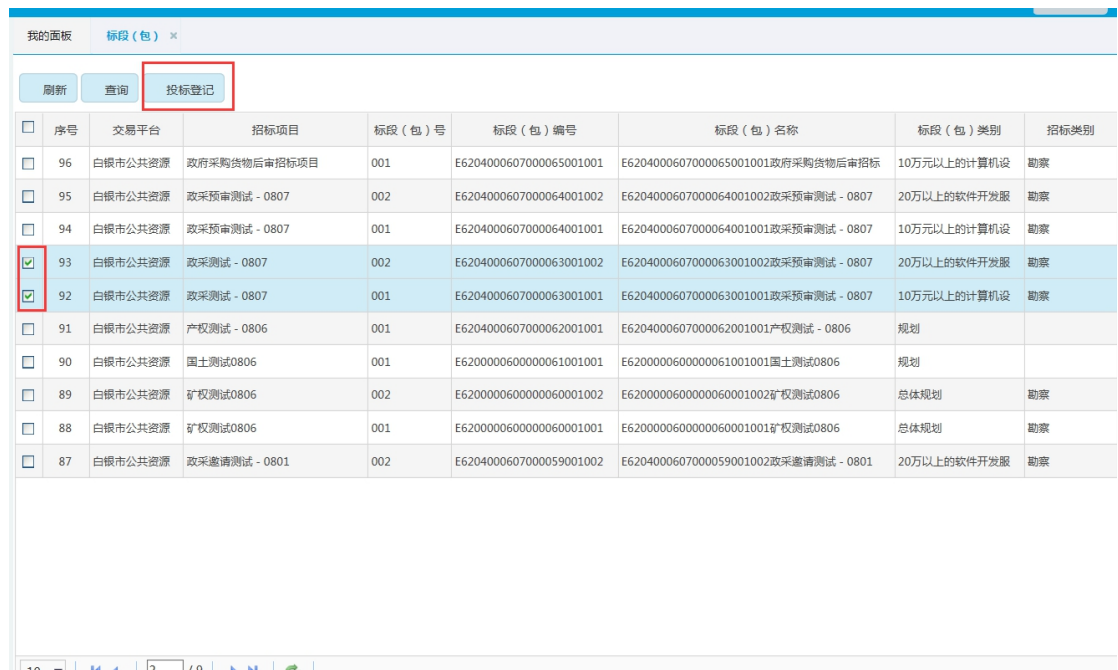 我的面板 标段（包） ×
刷新 查询 投标登记
序号 交易平台 招标项目 标段（包）号 标段（包）编号 标段（包）名称 标段（包）类别 招标类别
96 白银市公共资源 政府采购货物后审招标项目 001 E6204000607000065001001 E6204000607000065001001政府采购货物后审招标 10万元以上的计算机设 勘察
95 白银市公共资源 政采预审测试 - 0807 002 E6204000607000064001002 E6204000607000064001002政采预审测试 - 0807 20万以上的软件开发服 勘察
94 白银市公共资源 政采预审测试 - 0807 001 E6204000607000064001001 E6204000607000064001001政采预审测试 - 0807 10万元以上的计算机设 勘察
93 白银市公共资源 政采测试 - 0807 002 E6204000607000063001002 E6204000607000063001002政采预审测试 - 0807 20万以上的软件开发服 勘察
92 白银市公共资源 政采测试 - 0807 001 E6204000607000063001001 E6204000607000063001001政采预审测试 - 0807 10万元以上的计算机设 勘察
91 白银市公共资源 产权测试 - 0806 001 E6204000607000062001001 E6204000607000062001001产权测试 - 0806 规划
90 白银市公共资源 国土测试0806 001 E6200000600000061001001 E6200000600000061001001国土测试0806 规划
89 白银市公共资源 矿权测试0806 002 E6200000600000060001002 E6200000600000060001002矿权测试0806 总体规划 勘察
88 白银市公共资源 矿权测试0806 001 E6200000600000060001001 E6200000600000060001001矿权测试0806 总体规划 勘察
87 白银市公共资源 政采邀请测试 - 0801 002 E6204000607000059001002 E6204000607000059001002政采邀请测试 - 0801 20万以上的软件开发服 勘察
10 2 / 9